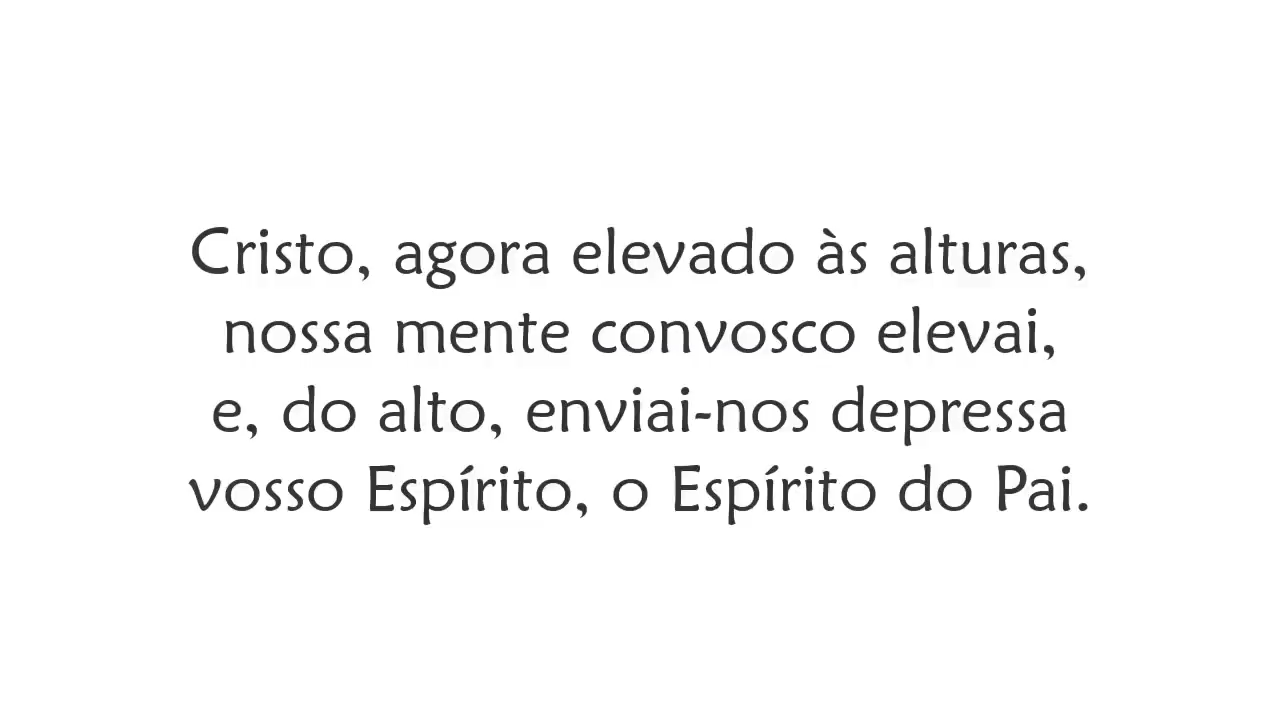 Cristo, agora elevado às alturas,
nossa mente convosco elevai,
e, do alto, enviai-nos depressa
vosso Espírito, o Espírito do Pai.